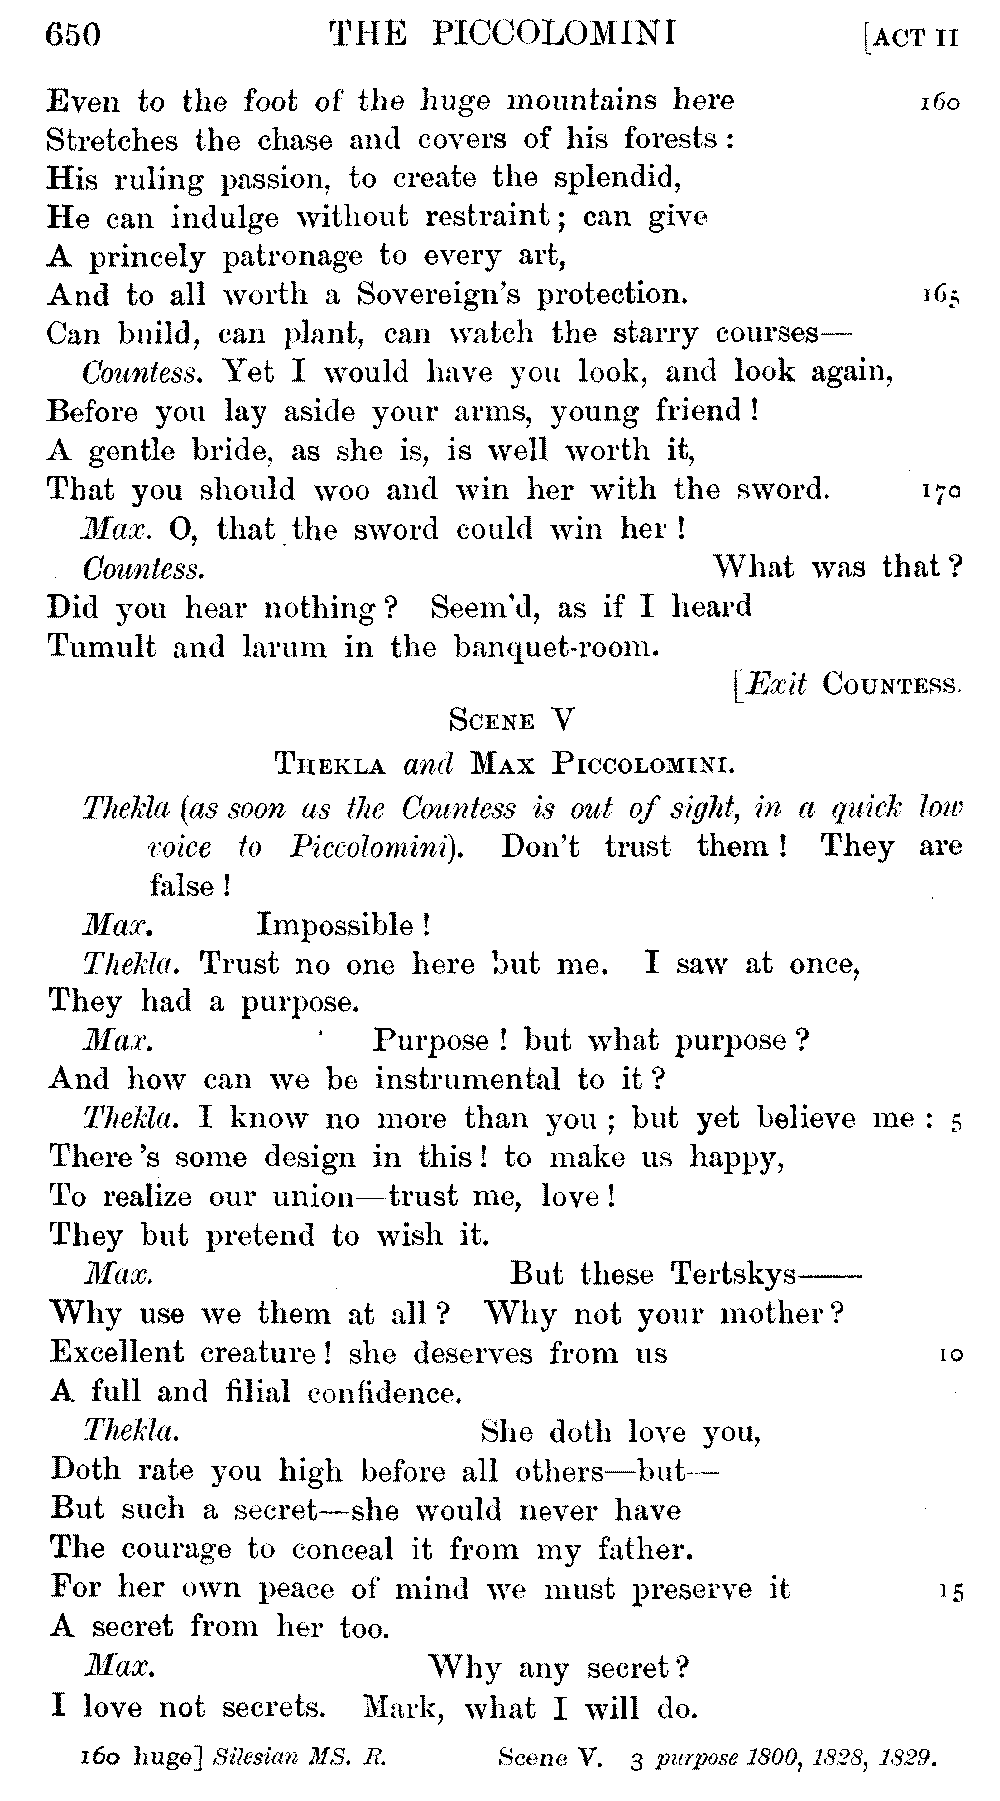 650 THE PICCOLOMINI [ACT II
Even to the foot of the huge mountains here 160
Stretches the chase and covers of his forests :
His ruling passion, to create the splendid,
He can indulge without restraint ; can give
A princely patronage to every art,
And to all worth a Sovereign's protection. 165
Can build, can plant, can watch the starry courses—
Countess. Yet I would have you look, and look again,
Before you lay aside your arms, young friend !
A gentle bride, as she is, is well worth it,
That you should woo and win her with the sword. 170
Max. O, that the sword could win her !
Countess. What was that ?
Did you hear nothing ? Seem'd, as if I heard
Tumult and larum in the banquet-room.
[Exit COUNTESS.
SCENE V
THEKLA and MAX PICCOLOMINI.
Thekla (as soon as the Countess is out of sight, in a quick low
voice to Piccolomini). Don't trust them ! They are
false !
Max. Impossible !
Thekla. Trust no one here but me. I saw at once,
They had a purpose.
Max. Purpose ! but what purpose ?
And how can we be instrumental to it ?
Thekla. I know no more than you ; but yet believe me : 5
There's some design in this ! to make us happy,
To realize our union—trust me, love !
They but pretend to wish it.
Max. But these Tertskys——
Why use we them at all ? Why not your mother ?
Excellent creature ! she deserves from us 10
A full and filial confidence.
Thekla. She doth love you,
Doth rate you high before all others—but—
But such a secret—she would never have
The courage to conceal it from my father.
For her own peace of mind we must preserve it 15
A secret from her too.
Max. Why any secret ?
I love not secrets. Mark, what I will do.
160 huge] Silesian MS. R. Scene V. 3 purpose 1800, 1828, 1829.